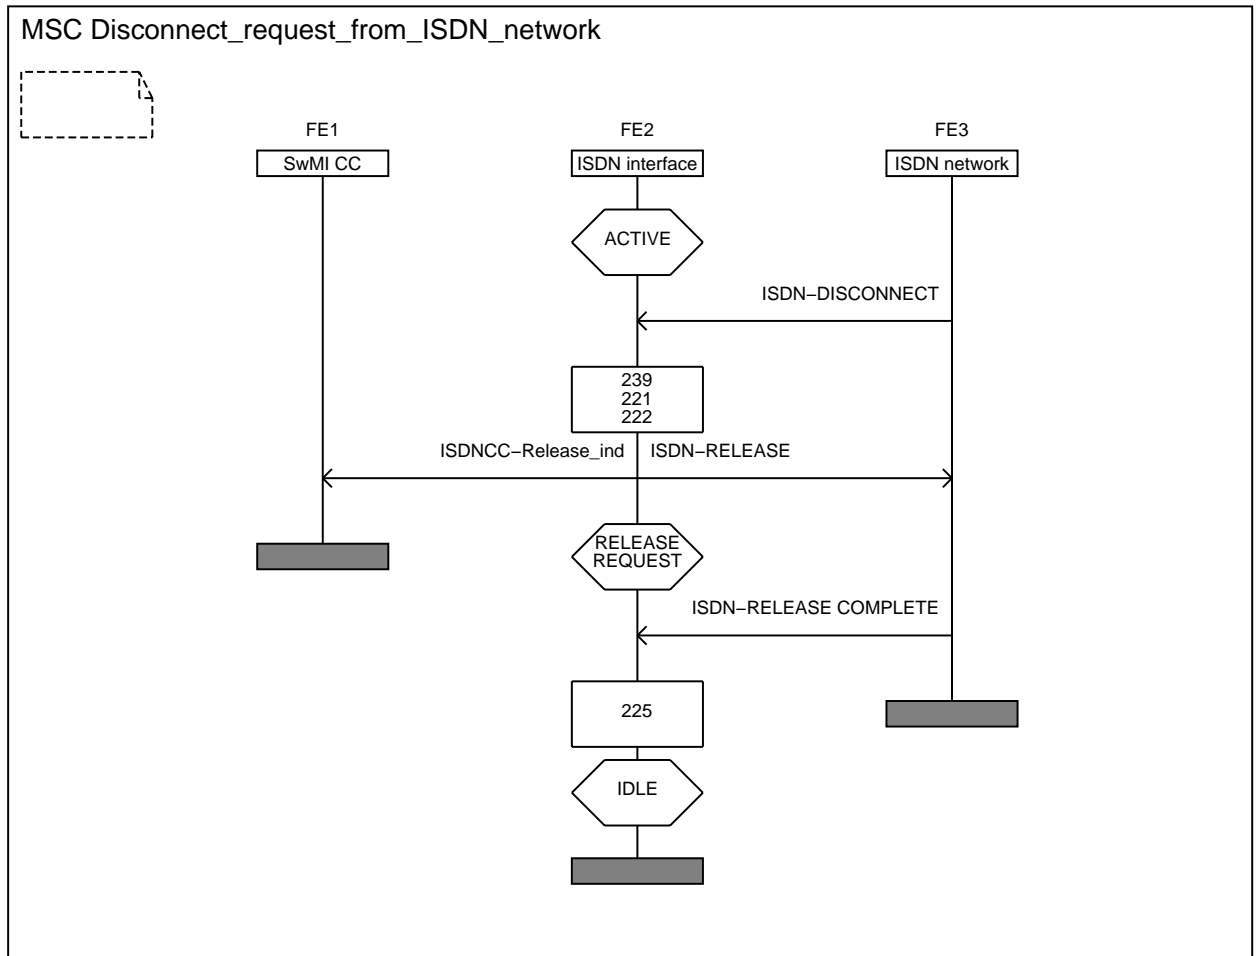 MSC Disconnect_request_from_ISDN_network
FE1 FE2 FE3
SwMI CC ISDN interface ISDN network
ACTIVE
ISDN−DISCONNECT
239
221
222
ISDNCC−Release_ind ISDN−RELEASE
RELEASE
REQUEST
ISDN−RELEASE COMPLETE
225
IDLE